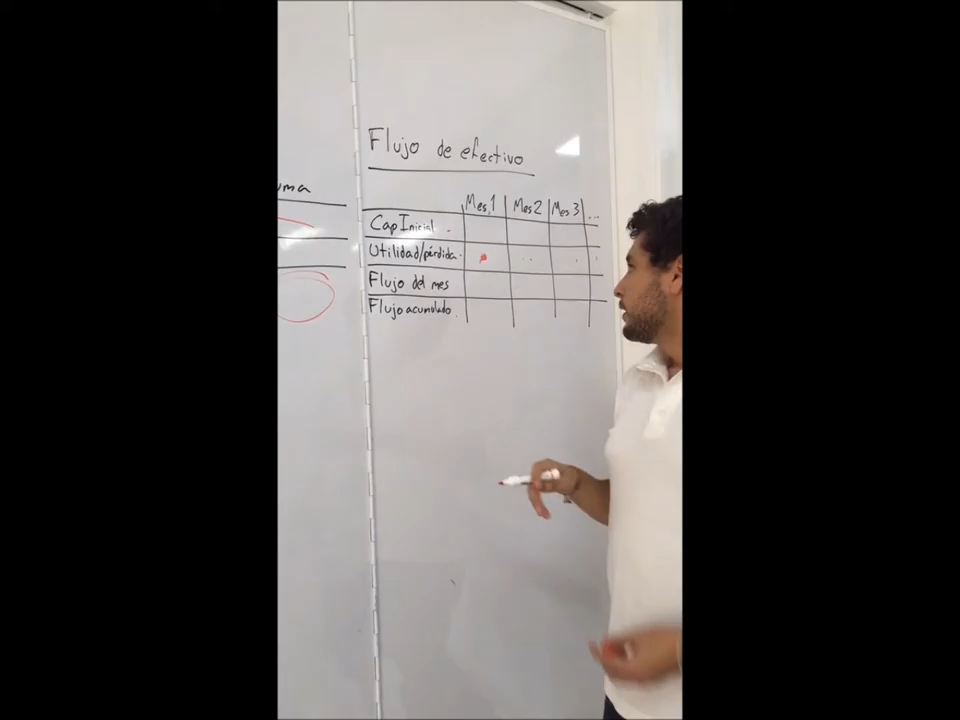 Flujo de efectivo
uma
Mes 1 Mes 2 Mes 3 ...
Cap Inicial
Utilidad/pérdida
Flujo del mes
Flujo acumulado